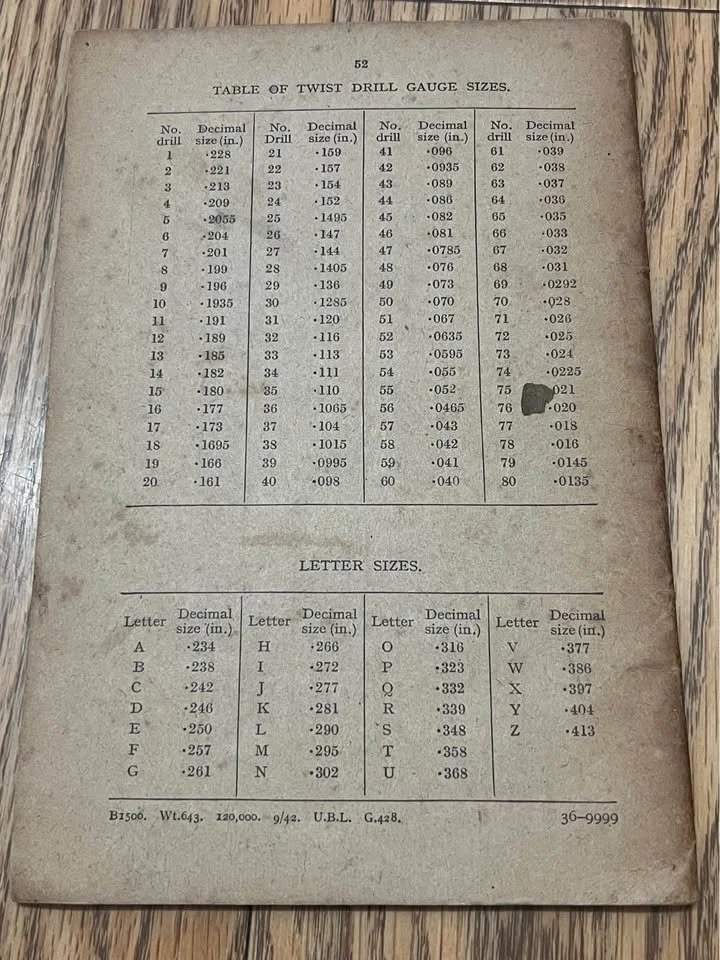 52
TABLE OF TWIST DRILL GAUGE SIZES.
No. drill Decimal size (in.) No. Drill Decimal size (in.) No. drill Decimal size (in.) No. drill Decimal size (in.)
1 ·228 21 ·159 41 ·096 61 ·039
2 ·221 22 ·157 42 ·0935 62 ·038
3 ·213 23 ·154 43 ·089 63 ·037
4 ·209 24 ·152 44 ·086 64 ·036
5 ·2055 25 ·1495 45 ·082 65 ·035
6 ·204 26 ·147 46 ·081 66 ·033
7 ·201 27 ·144 47 ·0785 67 ·032
8 ·199 28 ·1405 48 ·076 68 ·031
9 ·196 29 ·136 49 ·073 69 ·0292
10 ·1935 30 ·1285 50 ·070 70 ·028
11 ·191 31 ·120 51 ·067 71 ·026
12 ·189 32 ·116 52 ·0635 72 ·025
13 ·185 33 ·113 53 ·0595 73 ·024
14 ·182 34 ·111 54 ·055 74 ·0225
15 ·180 35 ·110 55 ·052 75 021
16 ·177 36 ·1065 56 ·0465 76 ·020
17 ·173 37 ·104 57 ·043 77 ·018
18 ·1695 38 ·1015 58 ·042 78 ·016
19 ·166 39 ·0995 59 ·041 79 ·0145
20 ·161 40 ·098 60 ·040 80 ·0135
LETTER SIZES.
Letter Decimal size (in.) Letter Decimal size (in.) Letter Decimal size (in.) Letter Decimal size (in.)
A ·234 H ·266 O ·316 V ·377
B ·238 I ·272 P ·323 W ·386
C ·242 J ·277 Q ·332 X ·397
D ·246 K ·281 R ·339 Y ·404
E ·250 L ·290 S ·348 Z ·413
F ·257 M ·295 T ·358
G ·261 N ·302 U ·368
B1506. Wt.643. 120,000. 9/42. U.B.L. G.428. 36–9999